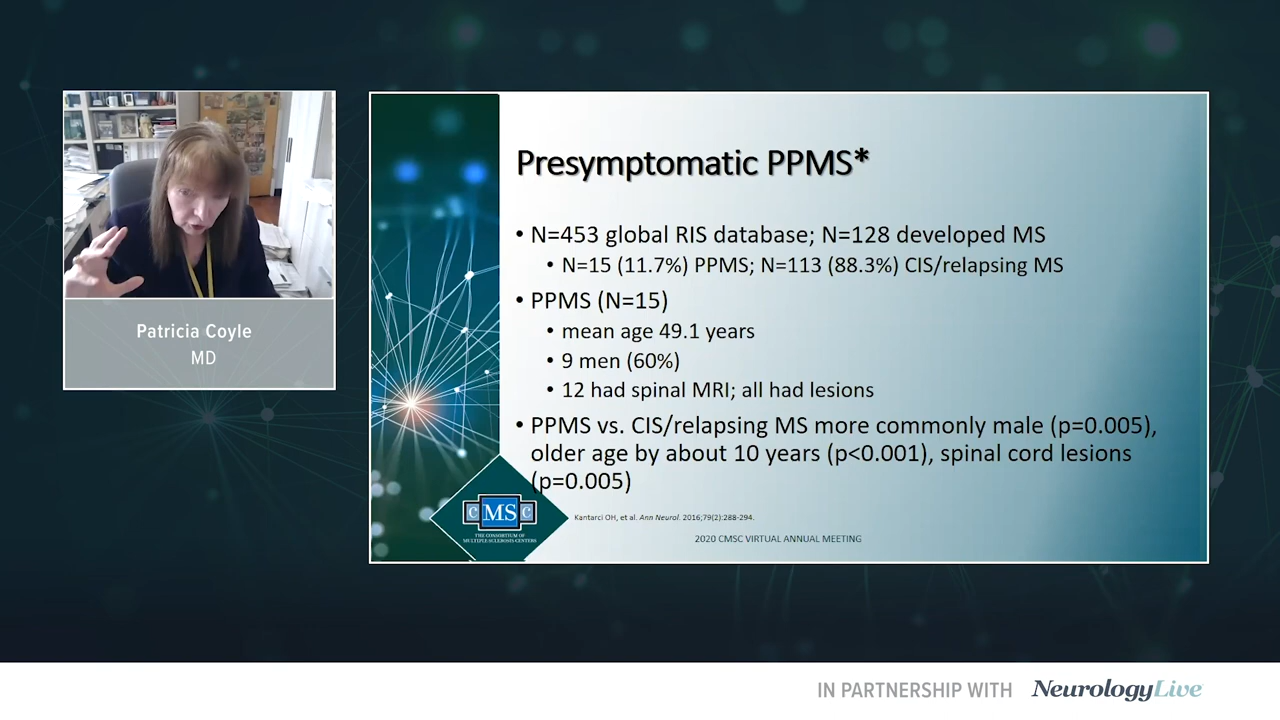 Presymptomatic PPMS*
• N=453 global RIS database; N=128 developed MS
• N=15 (11.7%) PPMS; N=113 (88.3%) CIS/relapsing MS
• PPMS (N=15)
• mean age 49.1 years
• 9 men (60%)
• 12 had spinal MRI; all had lesions
• PPMS vs. CIS/relapsing MS more commonly male (p=0.005),
older age by about 10 years (p<0.001), spinal cord lesions
(p=0.005)
Kantarci OH, et al. Ann Neurol. 2016;79(2):288-294.
2020 CMSC VIRTUAL ANNUAL MEETING
CMSC
THE CONSORTIUM OF
MULTIPLE SCLEROSIS CENTERS
Patricia Coyle
MD
IN PARTNERSHIP WITH NeurologyLive